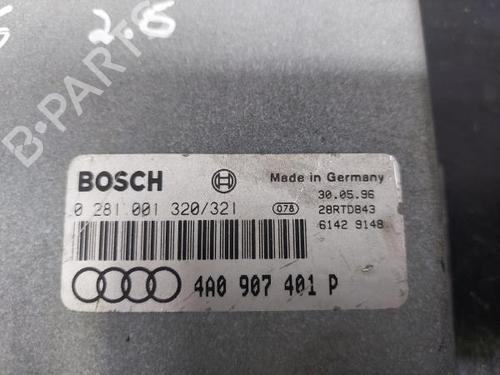 2.5
B-PARTS
BOSCH
Made in Germany
0 281 001 320/321
078
30.05.96
28RTD843
6142 9148
4A0 907 401 P